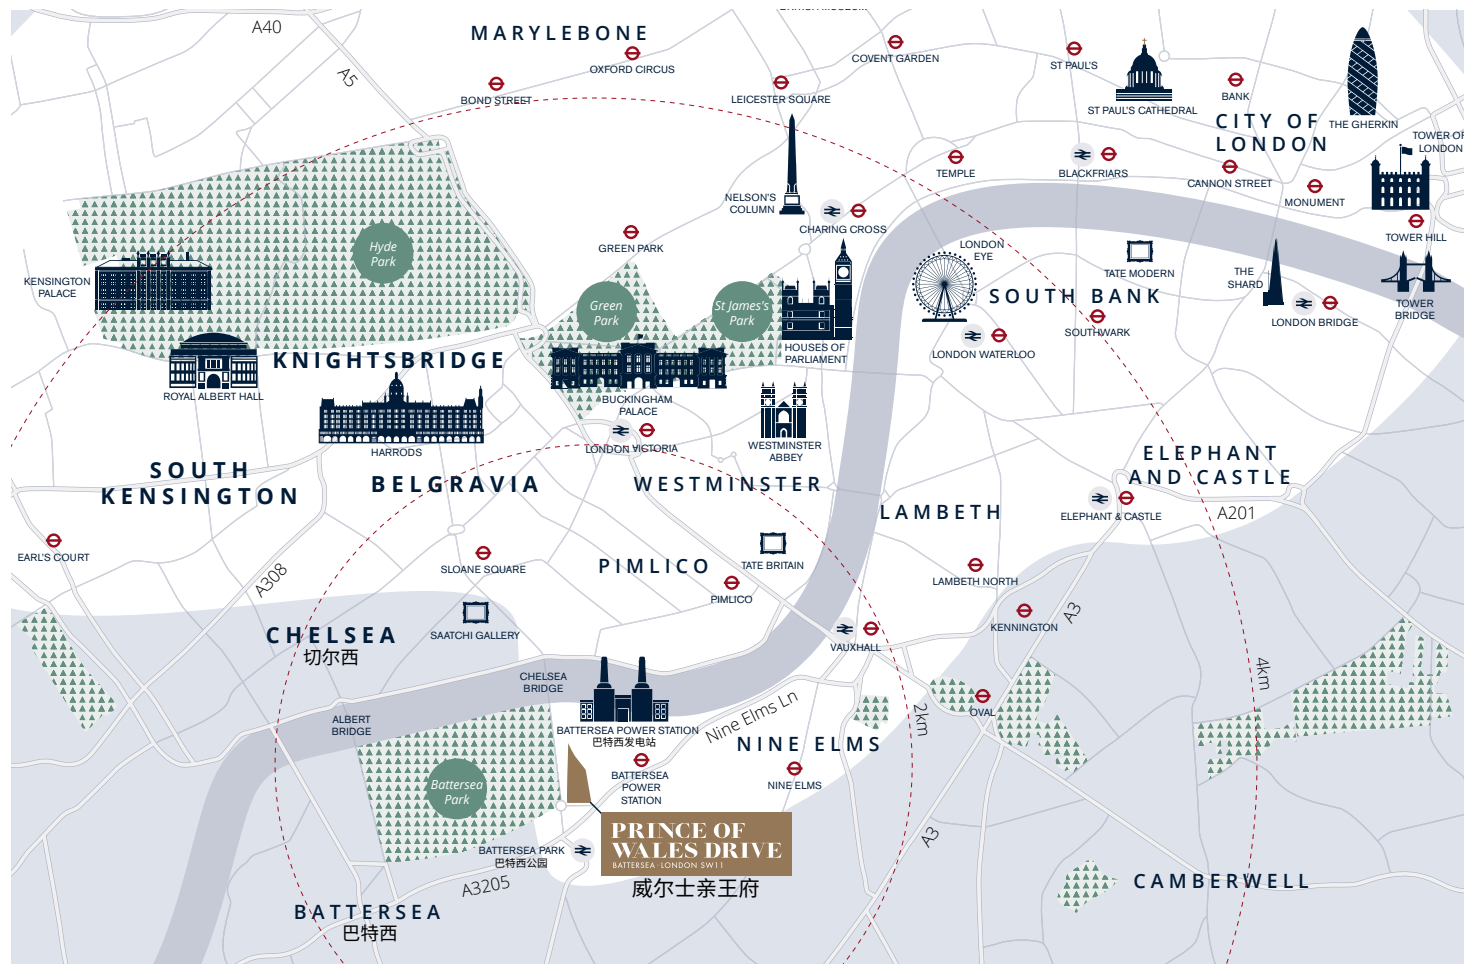 A40
MARYLEBONE
OXFORD CIRCUS
A5
BOND STREET
LEICESTER SQUARE
COVENT GARDEN
ST PAUL'S
ST PAUL'S CATHEDRAL
BANK
CITY OF
LONDON
THE GHERKIN
TOWER OF
LONDON
TEMPLE
BLACKFRIARS
CANNON STREET
MONUMENT
NELSON'S
COLUMN
CHARING CROSS
TOWER HILL
Hyde
Park
GREEN PARK
LONDON
EYE
KENSINGTON
PALACE
TATE MODERN
THE
SHARD
Green
Park
St James's
Park
SOUTH BANK
TOWER
BRIDGE
SOUTHWARK
LONDON BRIDGE
KNIGHTSBRIDGE
HOUSES OF
PARLIAMENT
LONDON WATERLOO
ROYAL ALBERT HALL
BUCKINGHAM
PALACE
HARRODS
LONDON VICTORIA
WESTMINSTER
ABBEY
SOUTH
KENSINGTON
BELGRAVIA
WESTMINSTER
ELEPHANT
AND CASTLE
LAMBETH
ELEPHANT & CASTLE
A201
EARL'S COURT
SLOANE SQUARE
PIMLICO
TATE BRITAIN
A308
PIMLICO
LAMBETH NORTH
CHELSEA
切尔西
SAATCHI GALLERY
VAUXHALL
KENNINGTON
A3
CHELSEA
BRIDGE
4km
ALBERT
BRIDGE
BATTERSEA POWER STATION
巴特西发电站
Nine Elms Ln
2km
OVAL
NINE ELMS
BATTERSEA
POWER
STATION
NINE ELMS
Battersea
Park
PRINCE OF
WALES DRIVE
BATTERSEA · LONDON SW11
威尔士亲王府
A3
BATTERSEA PARK
巴特西公园
A3205
CAMBERWELL
BATTERSEA
巴特西